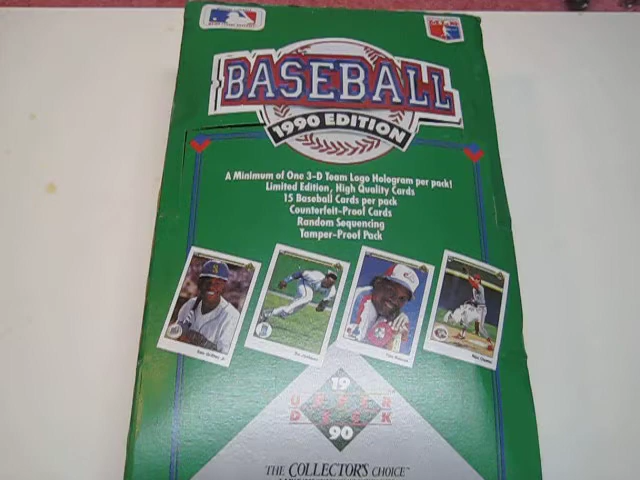 BASEBALL
1990 EDITION
A Minimum of One 3-D Team Logo Hologram per pack!
Limited Edition, High Quality Cards
15 Baseball Cards per pack
Counterfeit-Proof Cards
Random Sequencing
Tamper-Proof Pack
19
UPPER
DECK
90
THE COLLECTOR'S CHOICE™